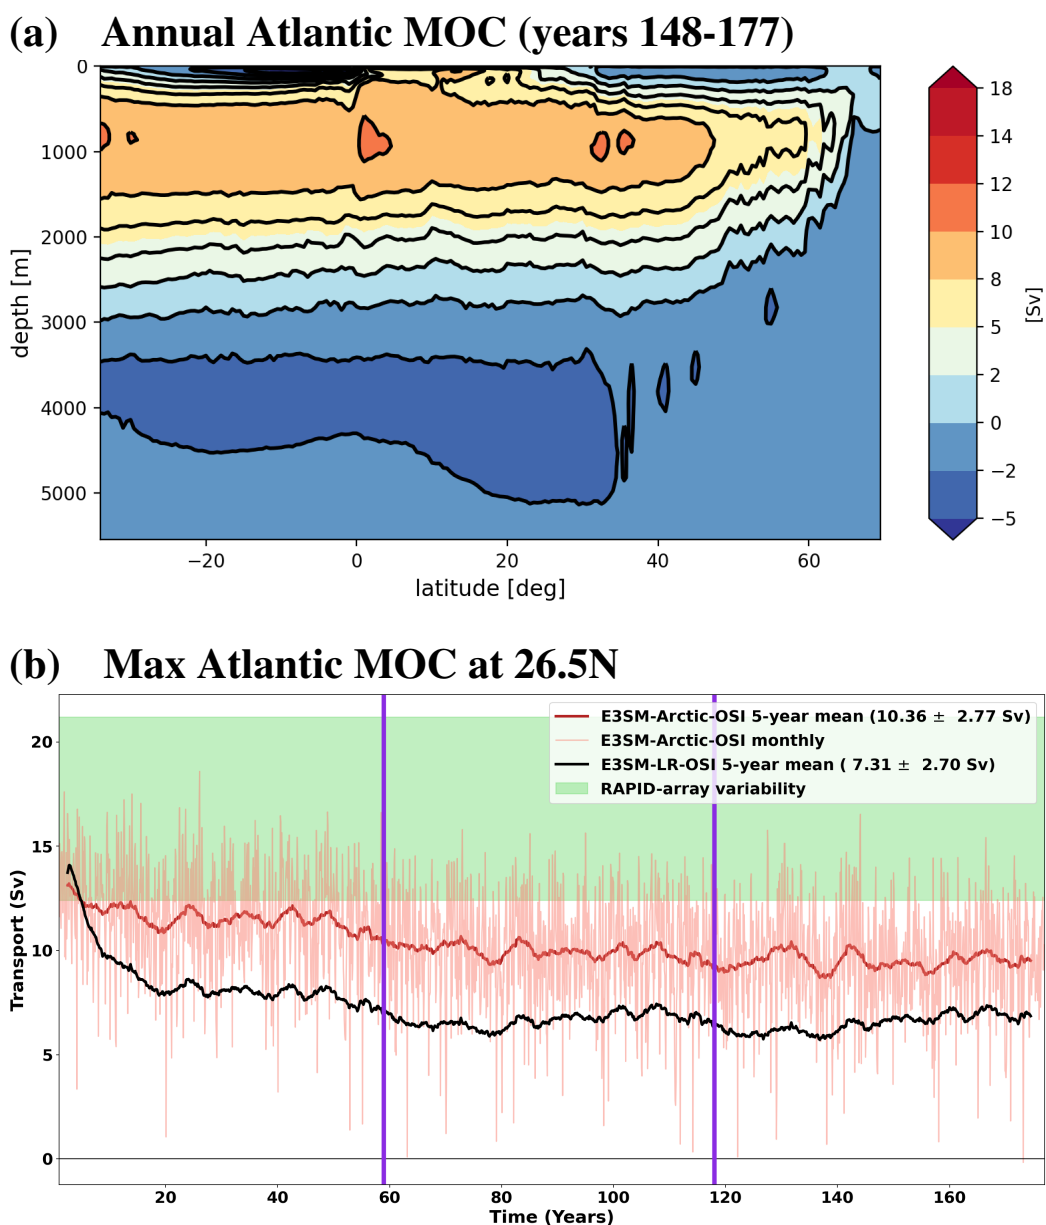 (a) Annual Atlantic MOC (years 148-177)
0
1000
2000
3000
4000
5000
depth [m]
−20 0 20 40 60
latitude [deg]
18
14
12
10
8
5
2
0
−2
−5
[Sv]
(b) Max Atlantic MOC at 26.5N
E3SM-Arctic-OSI 5-year mean (10.36 ± 2.77 Sv)
E3SM-Arctic-OSI monthly
E3SM-LR-OSI 5-year mean ( 7.31 ± 2.70 Sv)
RAPID-array variability
20
15
10
5
0
Transport (Sv)
20 40 60 80 100 120 140 160
Time (Years)